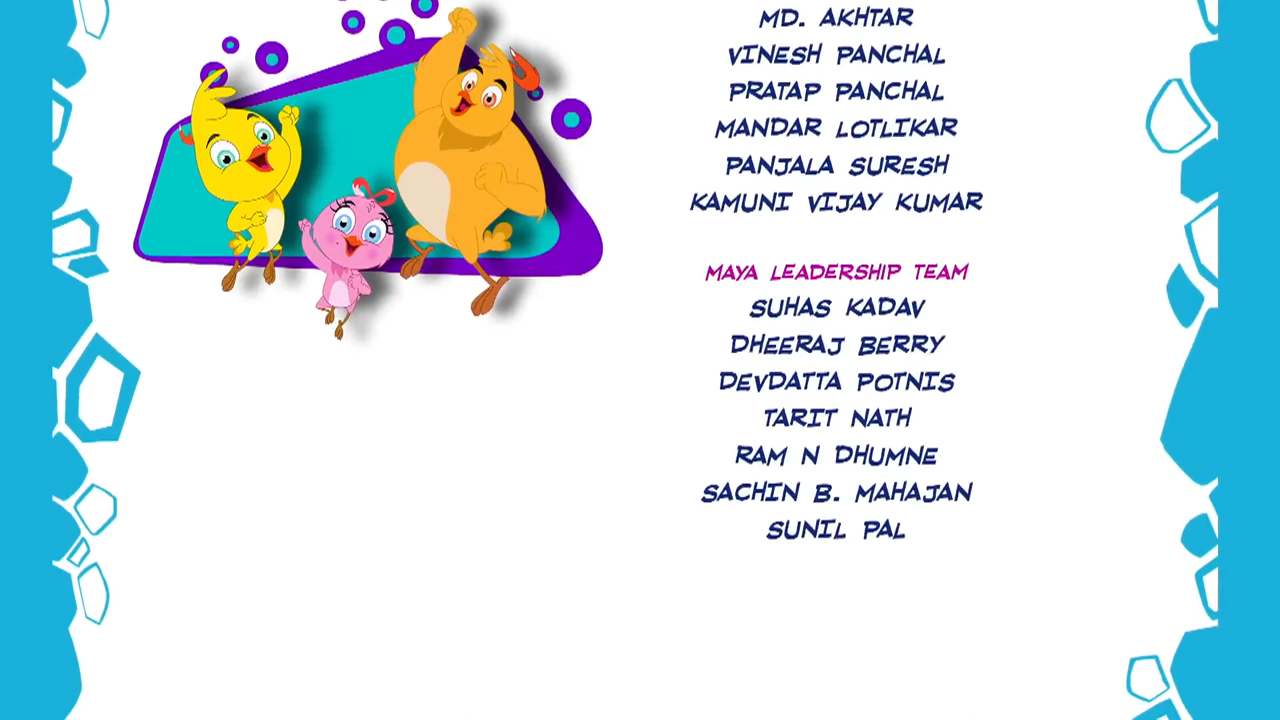 MD. AKHTAR
VINESH PANCHAL
PRATAP PANCHAL
MANDAR LOTLIKAR
PANJALA SURESH
KAMUNI VIJAY KUMAR
MAYA LEADERSHIP TEAM
SUHAS KADAV
DHEERAJ BERRY
DEVDATTA POTNIS
TARIT NATH
RAM N DHUMNE
SACHIN B. MAHAJAN
SUNIL PAL